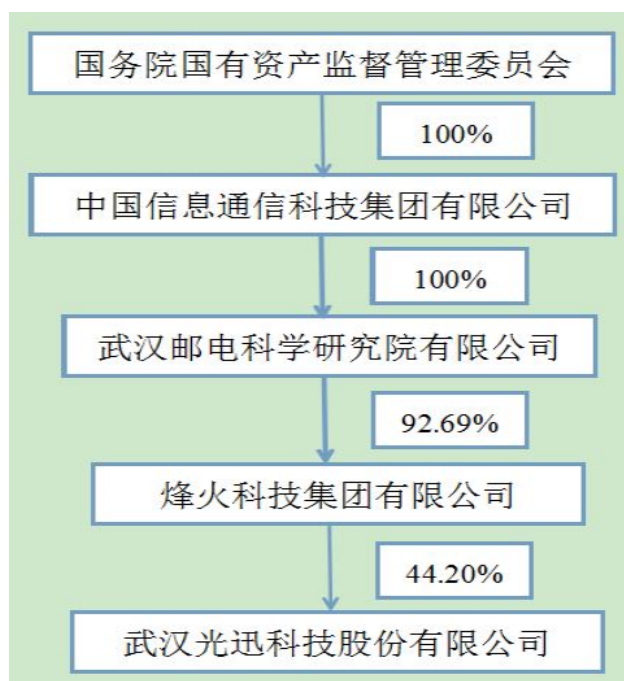 国务院国有资产监督管理委员会
100%
中国信息通信科技集团有限公司
100%
武汉邮电科学研究院有限公司
92.69%
烽火科技集团有限公司
44.20%
武汉光迅科技股份有限公司